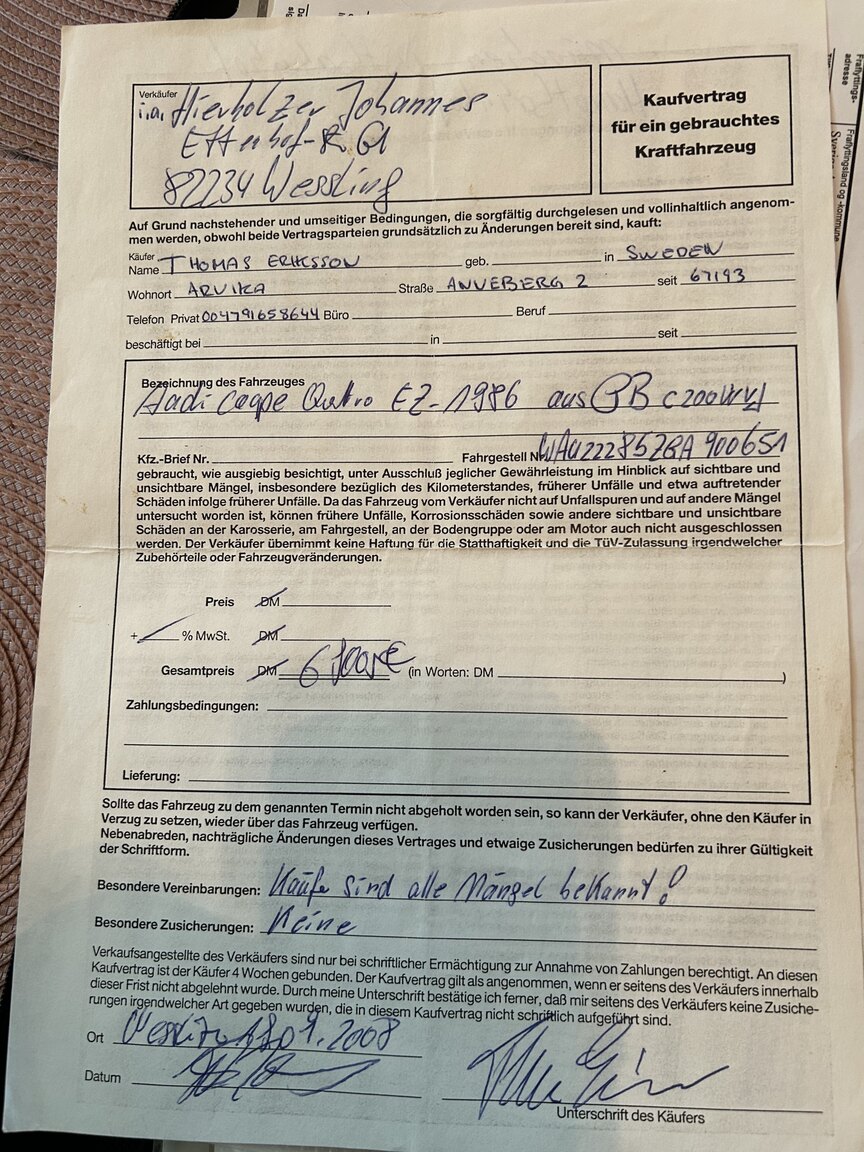 Verkäufer
i.a. Hierholzer Johannes
82234 Wessling
Kaufvertrag
für ein gebrauchtes
Kraftfahrzeug
Auf Grund nachstehender und umseitiger Bedingungen, die sorgfältig durchgelesen und vollinhaltlich angenom-
men werden, obwohl beide Vertragsparteien grundsätzlich zu Änderungen bereit sind, kauft:
Käufer
Name THOMAS ERIKSSON geb. in SWEDEN
Wohnort ARVIKA Straße ANVEBERG 2 seit 67193
Telefon Privat 004791658644 Büro Beruf
beschäftigt bei in seit
Bezeichnung des Fahrzeuges
Audi Coupe Quattro EZ-1986 aus GB C200WVJ
Kfz.-Brief Nr. Fahrgestell Nr. WAUZZZ85ZGA900651
gebraucht, wie ausgiebig besichtigt, unter Ausschluß jeglicher Gewährleistung im Hinblick auf sichtbare und
unsichtbare Mängel, insbesondere bezüglich des Kilometerstandes, früherer Unfälle und etwa auftretender
Schäden infolge früherer Unfälle. Da das Fahrzeug vom Verkäufer nicht auf Unfallspuren und auf andere Mängel
untersucht worden ist, können frühere Unfälle, Korrosionsschäden sowie andere sichtbare und unsichtbare
Schäden an der Karosserie, am Fahrgestell, an der Bodengruppe oder am Motor auch nicht ausgeschlossen
werden. Der Verkäufer übernimmt keine Haftung für die Statthaftigkeit und die TüV-Zulassung irgendwelcher
Zubehörteile oder Fahrzeugveränderungen.
Preis DM
+ % MwSt. DM
Gesamtpreis DM € (in Worten: DM )
Zahlungsbedingungen:
Lieferung:
Sollte das Fahrzeug zu dem genannten Termin nicht abgeholt worden sein, so kann der Verkäufer, ohne den Käufer in
Verzug zu setzen, wieder über das Fahrzeug verfügen.
Nebenabreden, nachträgliche Änderungen dieses Vertrages und etwaige Zusicherungen bedürfen zu ihrer Gültigkeit
der Schriftform.
Besondere Vereinbarungen: Käufer sind alle Mängel bekannt!
Besondere Zusicherungen: Keine
Verkaufsangestellte des Verkäufers sind nur bei schriftlicher Ermächtigung zur Annahme von Zahlungen berechtigt. An diesen
Kaufvertrag ist der Käufer 4 Wochen gebunden. Der Kaufvertrag gilt als angenommen, wenn er seitens des Verkäufers innerhalb
dieser Frist nicht abgelehnt wurde. Durch meine Unterschrift bestätige ich ferner, daß mir seitens des Verkäufers keine Zusiche-
rungen irgendwelcher Art gegeben wurden, die in diesem Kaufvertrag nicht schriftlich aufgeführt sind.
Ort 2008
Datum
Unterschrift des Käufers
Fraflyttings-
adresse
Fraflyttingsland og -kommune